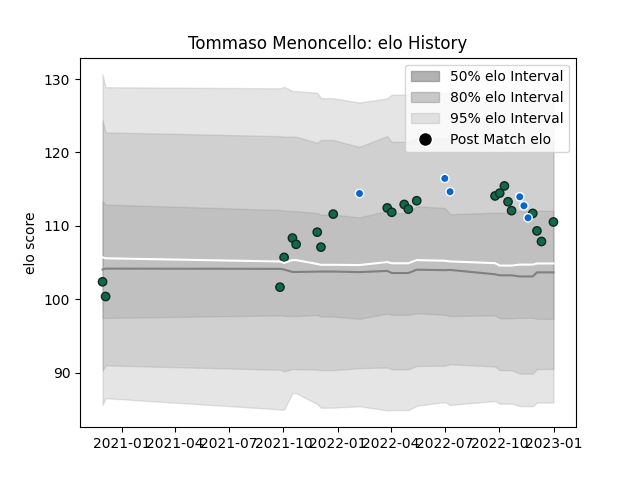 Tommaso Menoncello: elo History
130
120
110
100
90
elo score
50% elo Interval
80% elo Interval
95% elo Interval
Post Match elo
2021-01
2021-04
2021-07
2021-10
2022-01
2022-04
2022-07
2022-10
2023-01